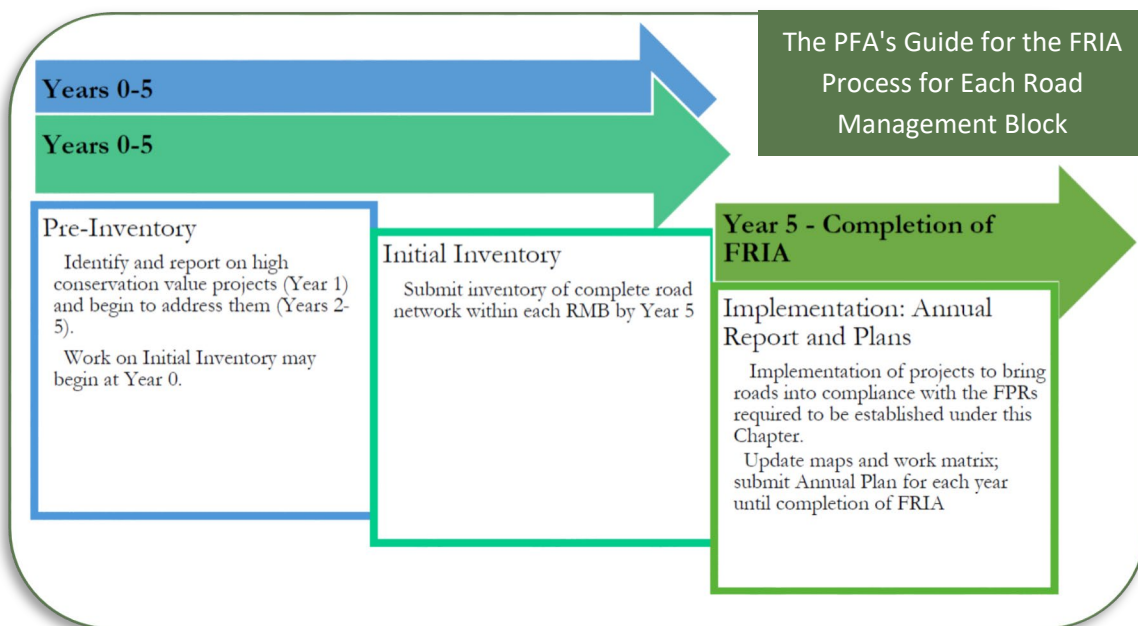 The PFA's Guide for the FRIA
Process for Each Road
Management Block
Years 0-5
Years 0-5
Pre-Inventory
Identify and report on high
conservation value projects (Year 1)
and begin to address them (Years 2-
5).
Work on Initial Inventory may
begin at Year 0.
Initial Inventory
Submit inventory of complete road
network within each RMB by Year 5
Year 5 - Completion of
FRIA
Implementation: Annual
Report and Plans
Implementation of projects to bring
roads into compliance with the FPRs
required to be established under this
Chapter.
Update maps and work matrix;
submit Annual Plan for each year
until completion of FRIA